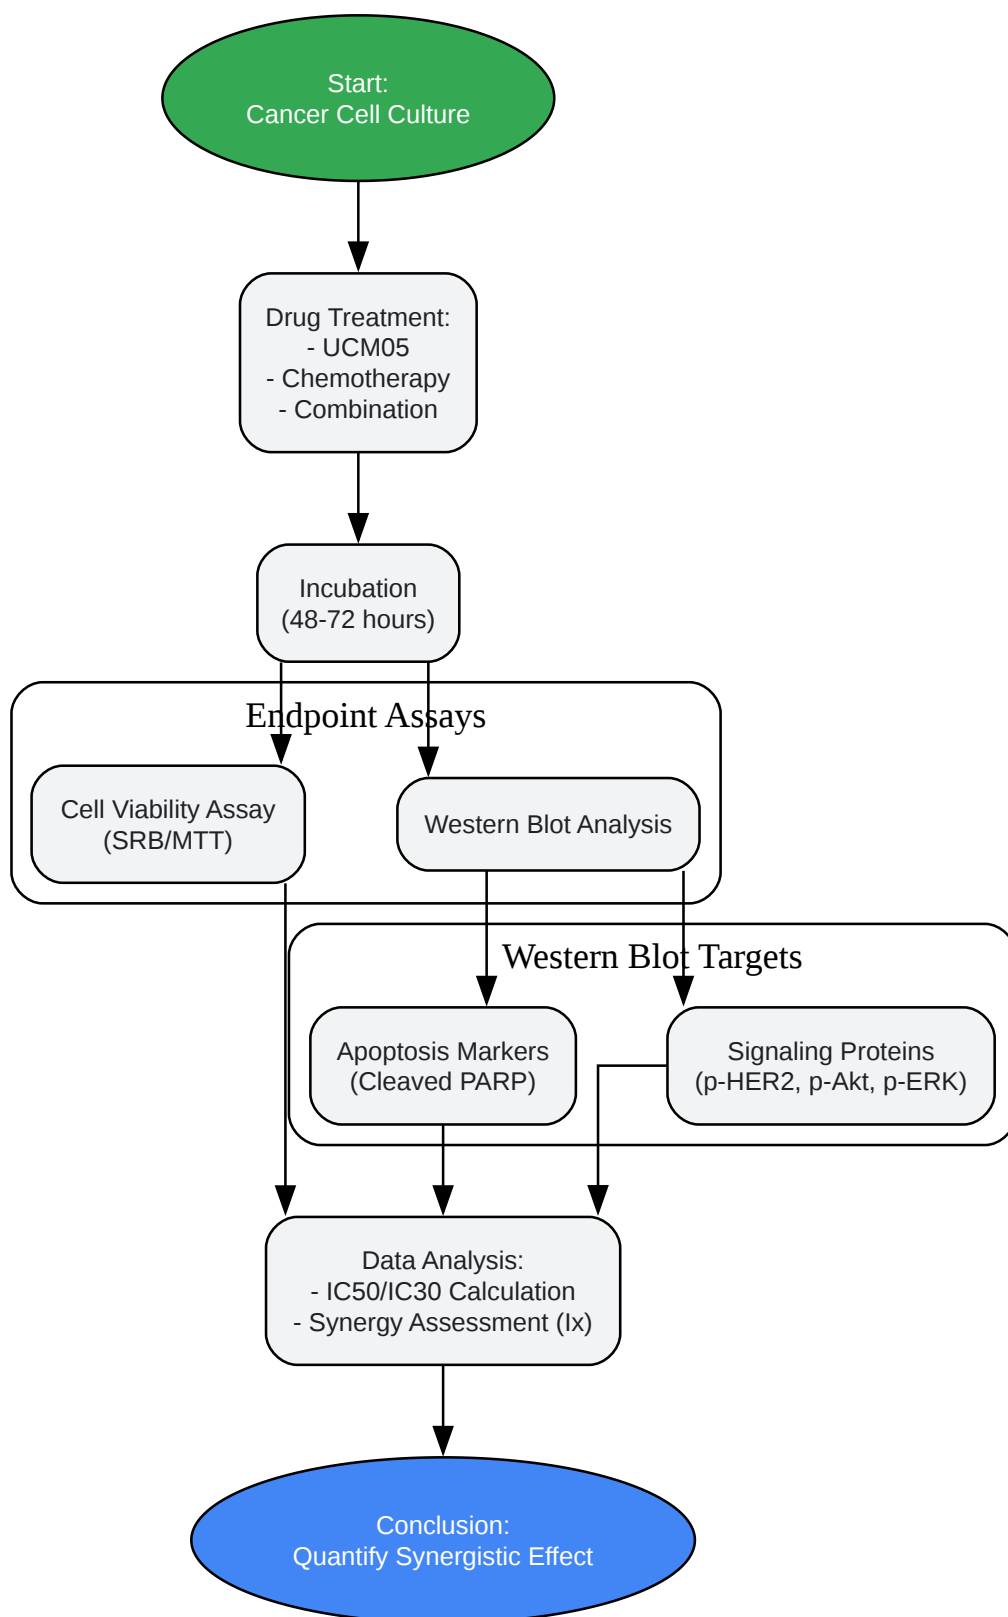 Start:
Cancer Cell Culture
Drug Treatment:
- UCM05
- Chemotherapy
- Combination
Incubation
(48-72 hours)
Endpoint Assays
Cell Viability Assay
(SRB/MTT)
Western Blot Analysis
Western Blot Targets
Apoptosis Markers
(Cleaved PARP)
Signaling Proteins
(p-HER2, p-Akt, p-ERK)
Data Analysis:
- IC50/IC30 Calculation
- Synergy Assessment (Ix)
Conclusion:
Quantify Synergistic Effect